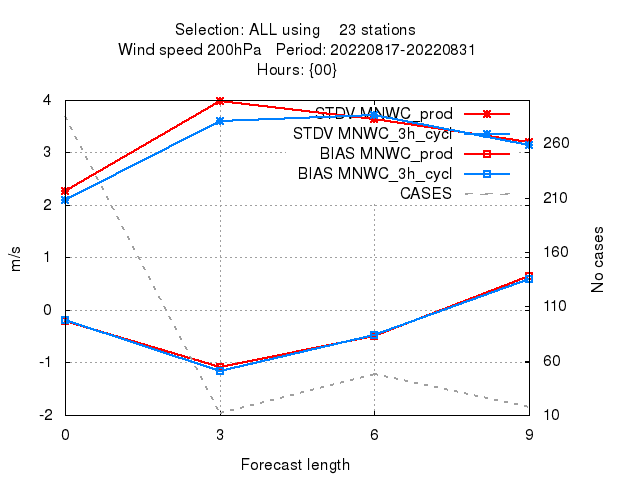 Selection: ALL using 23 stations
Wind speed 200hPa Period: 20220817-20220831
Hours: {00}
STDV MNWC_prod
STDV MNWC_3h_cycl
BIAS MNWC_prod
BIAS MNWC_3h_cycl
CASES
4
3
2
1
0
-1
-2
260
210
160
110
60
10
m/s
No cases
0 3 6 9
Forecast length